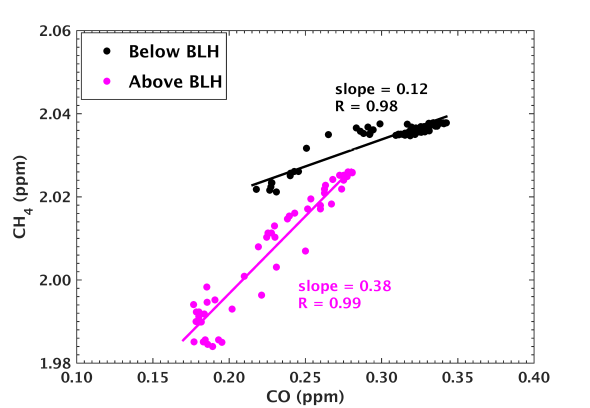 2.06
2.04
2.02
2.00
1.98
CH4 (ppm)
Below BLH
Above BLH
slope = 0.12
R = 0.98
slope = 0.38
R = 0.99
0.10 0.15 0.20 0.25 0.30 0.35 0.40
CO (ppm)